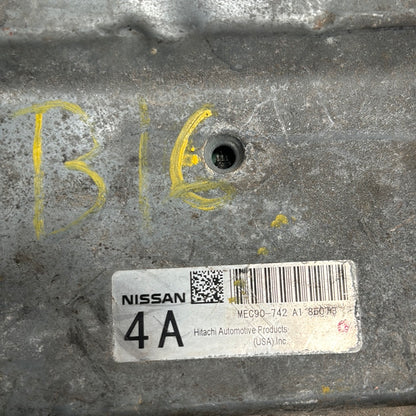 B16
NISSAN
MEC90-742 A1
4A
Hitachi Automotive Products
(USA),Inc.